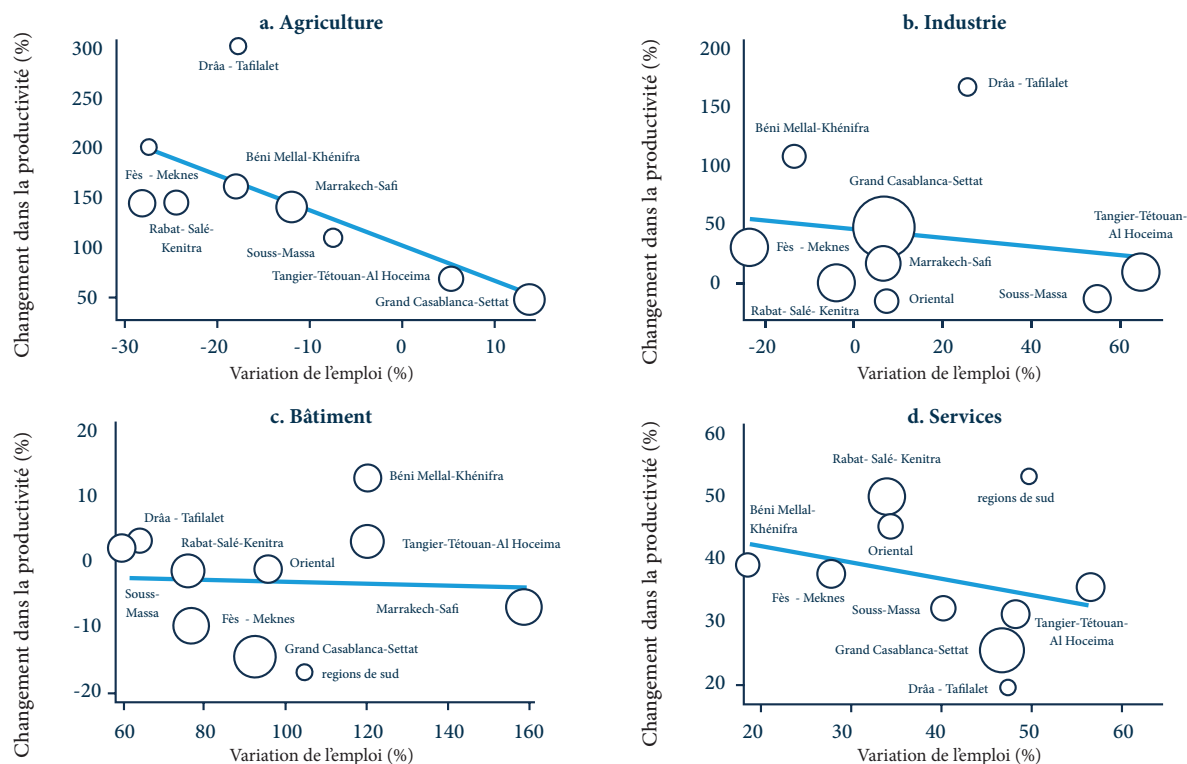 a. Agriculture
Changement dans la productivité (%)
300
250
200
150
100
50
Drâa - Tafilalet
Béni Mellal-Khénifra
Fès - Meknes
Marrakech-Safi
Rabat- Salé-
Kenitra
Souss-Massa
Tangier-Tétouan-Al Hoceima
Grand Casablanca-Settat
-30
-20
-10
0
10
Variation de l'emploi (%)
b. Industrie
Changement dans la productivité (%)
200
150
100
50
0
Drâa - Tafilalet
Béni Mellal-Khénifra
Grand Casablanca-Settat
Tangier-Tétouan-
Al Hoceima
Fès - Meknes
Marrakech-Safi
Souss-Massa
Oriental
Rabat- Salé- Kenitra
-20
0
20
40
60
Variation de l'emploi (%)
c. Bâtiment
Changement dans la productivité (%)
20
10
0
-10
-20
Béni Mellal-Khénifra
Drâa - Tafilalet
Rabat-Salé-Kenitra
Tangier-Tétouan-Al Hoceima
Oriental
Souss-
Massa
Marrakech-Safi
Fès - Meknes
Grand Casablanca-Settat
regions de sud
60
80
100
120
140
160
Variation de l'emploi (%)
d. Services
Changement dans la productivité (%)
60
50
40
30
20
Rabat- Salé- Kenitra
regions de sud
Béni Mellal-
Khénifra
Oriental
Fès - Meknes
Souss-Massa
Tangier-Tétouan-
Al Hoceima
Grand Casablanca-Settat
Drâa - Tafilalet
20
30
40
50
60
Variation de l'emploi (%)